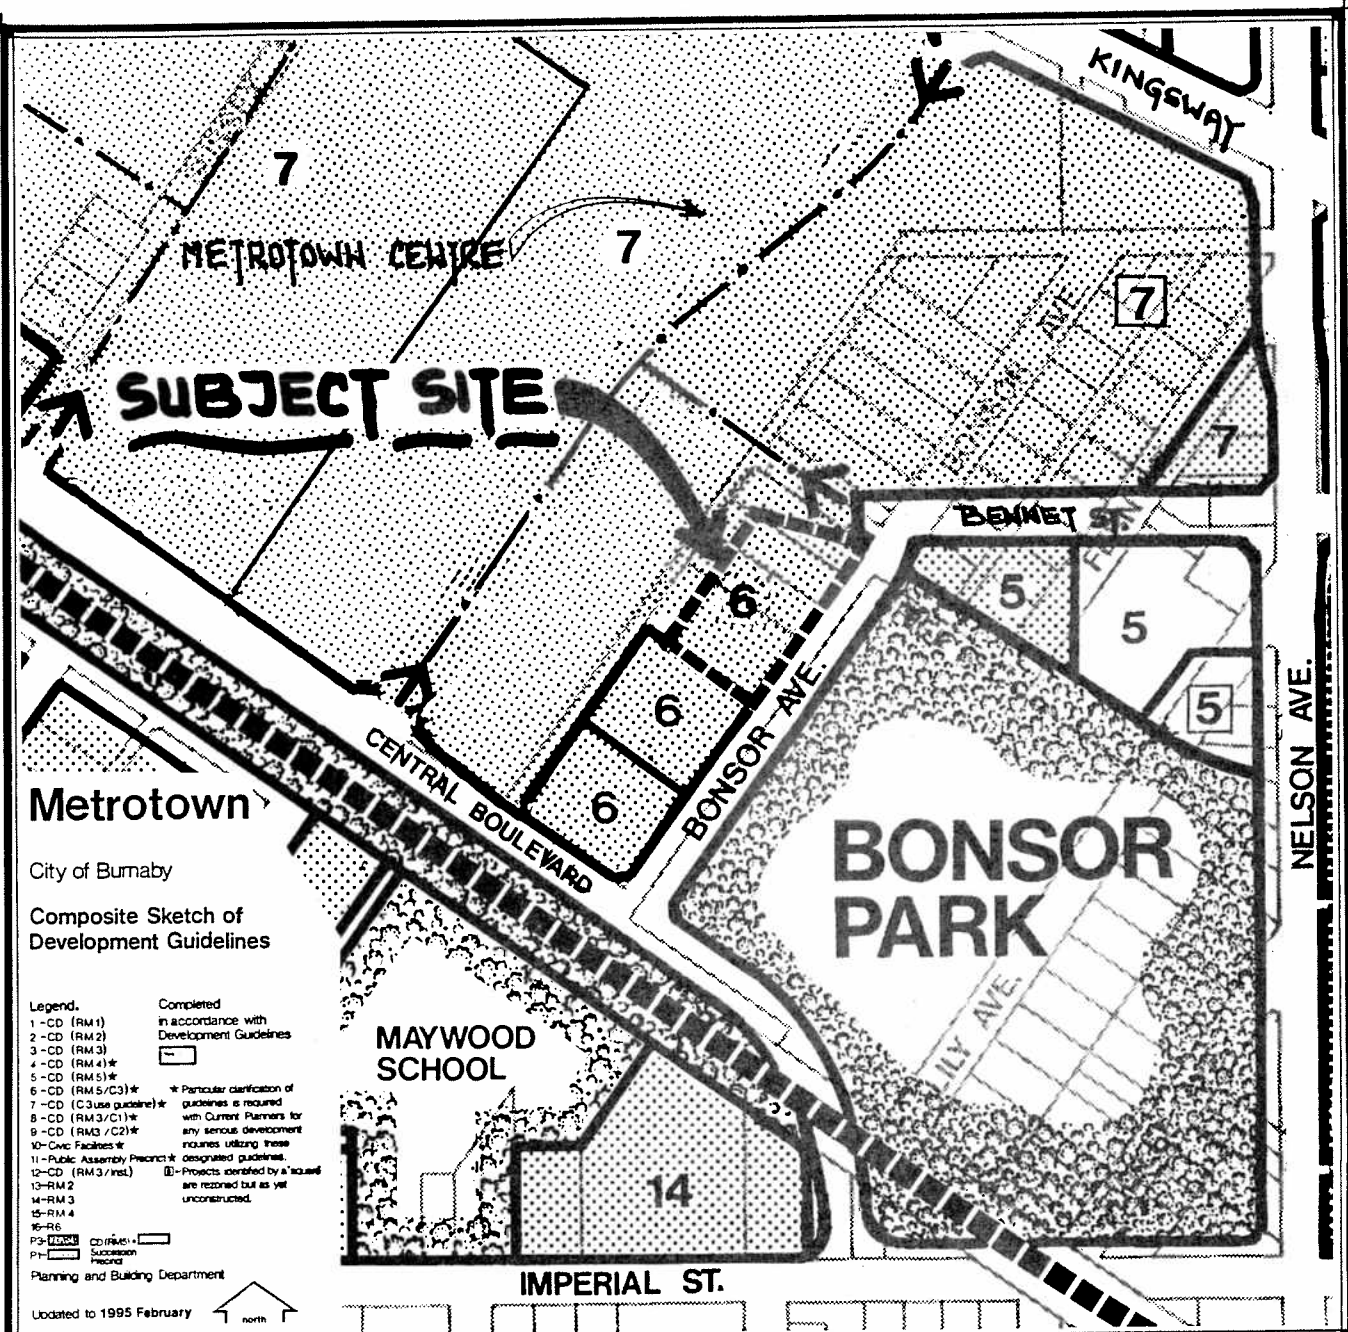 KINGSWAY
7
METROTOWN CENTRE
7
7
SUBJECT SITE
7
BENNET ST.
5
5
6
5
6
6
BONSOR AVE.
CENTRAL BOULEVARD
NELSON AVE.
BONSOR
PARK
LILY AVE.
MAYWOOD
SCHOOL
14
IMPERIAL ST.
Metrotown
City of Burnaby
Composite Sketch of
Development Guidelines
Legend.
1 -CD (RM1)
2 -CD (RM2)
3 -CD (RM3)
4 -CD (RM4)★
5 -CD (RM5)★
6 -CD (RM5/C3)★
7 -CD (C3use guideline)★
8 -CD (RM3/C1)★
9 -CD (RM3 /C2)★
10-Civic Facilities★
11-Public Assembly Precinct★
12-CD (RM3/inst.)
13-RM2
14-RM3
15-RM4
16-R6
P3-
P1-
CD(RM5)-
Succession
Precinct
Completed
in accordance with
Development Guidelines
★ Particular clarification of
guidelines is required
with Current Planners for
any serious development
inquiries utilizing these
designated guidelines.
-Projects identified by a square
are rezoned but as yet
unconstructed.
Planning and Building Department
Updated to 1995 February
north